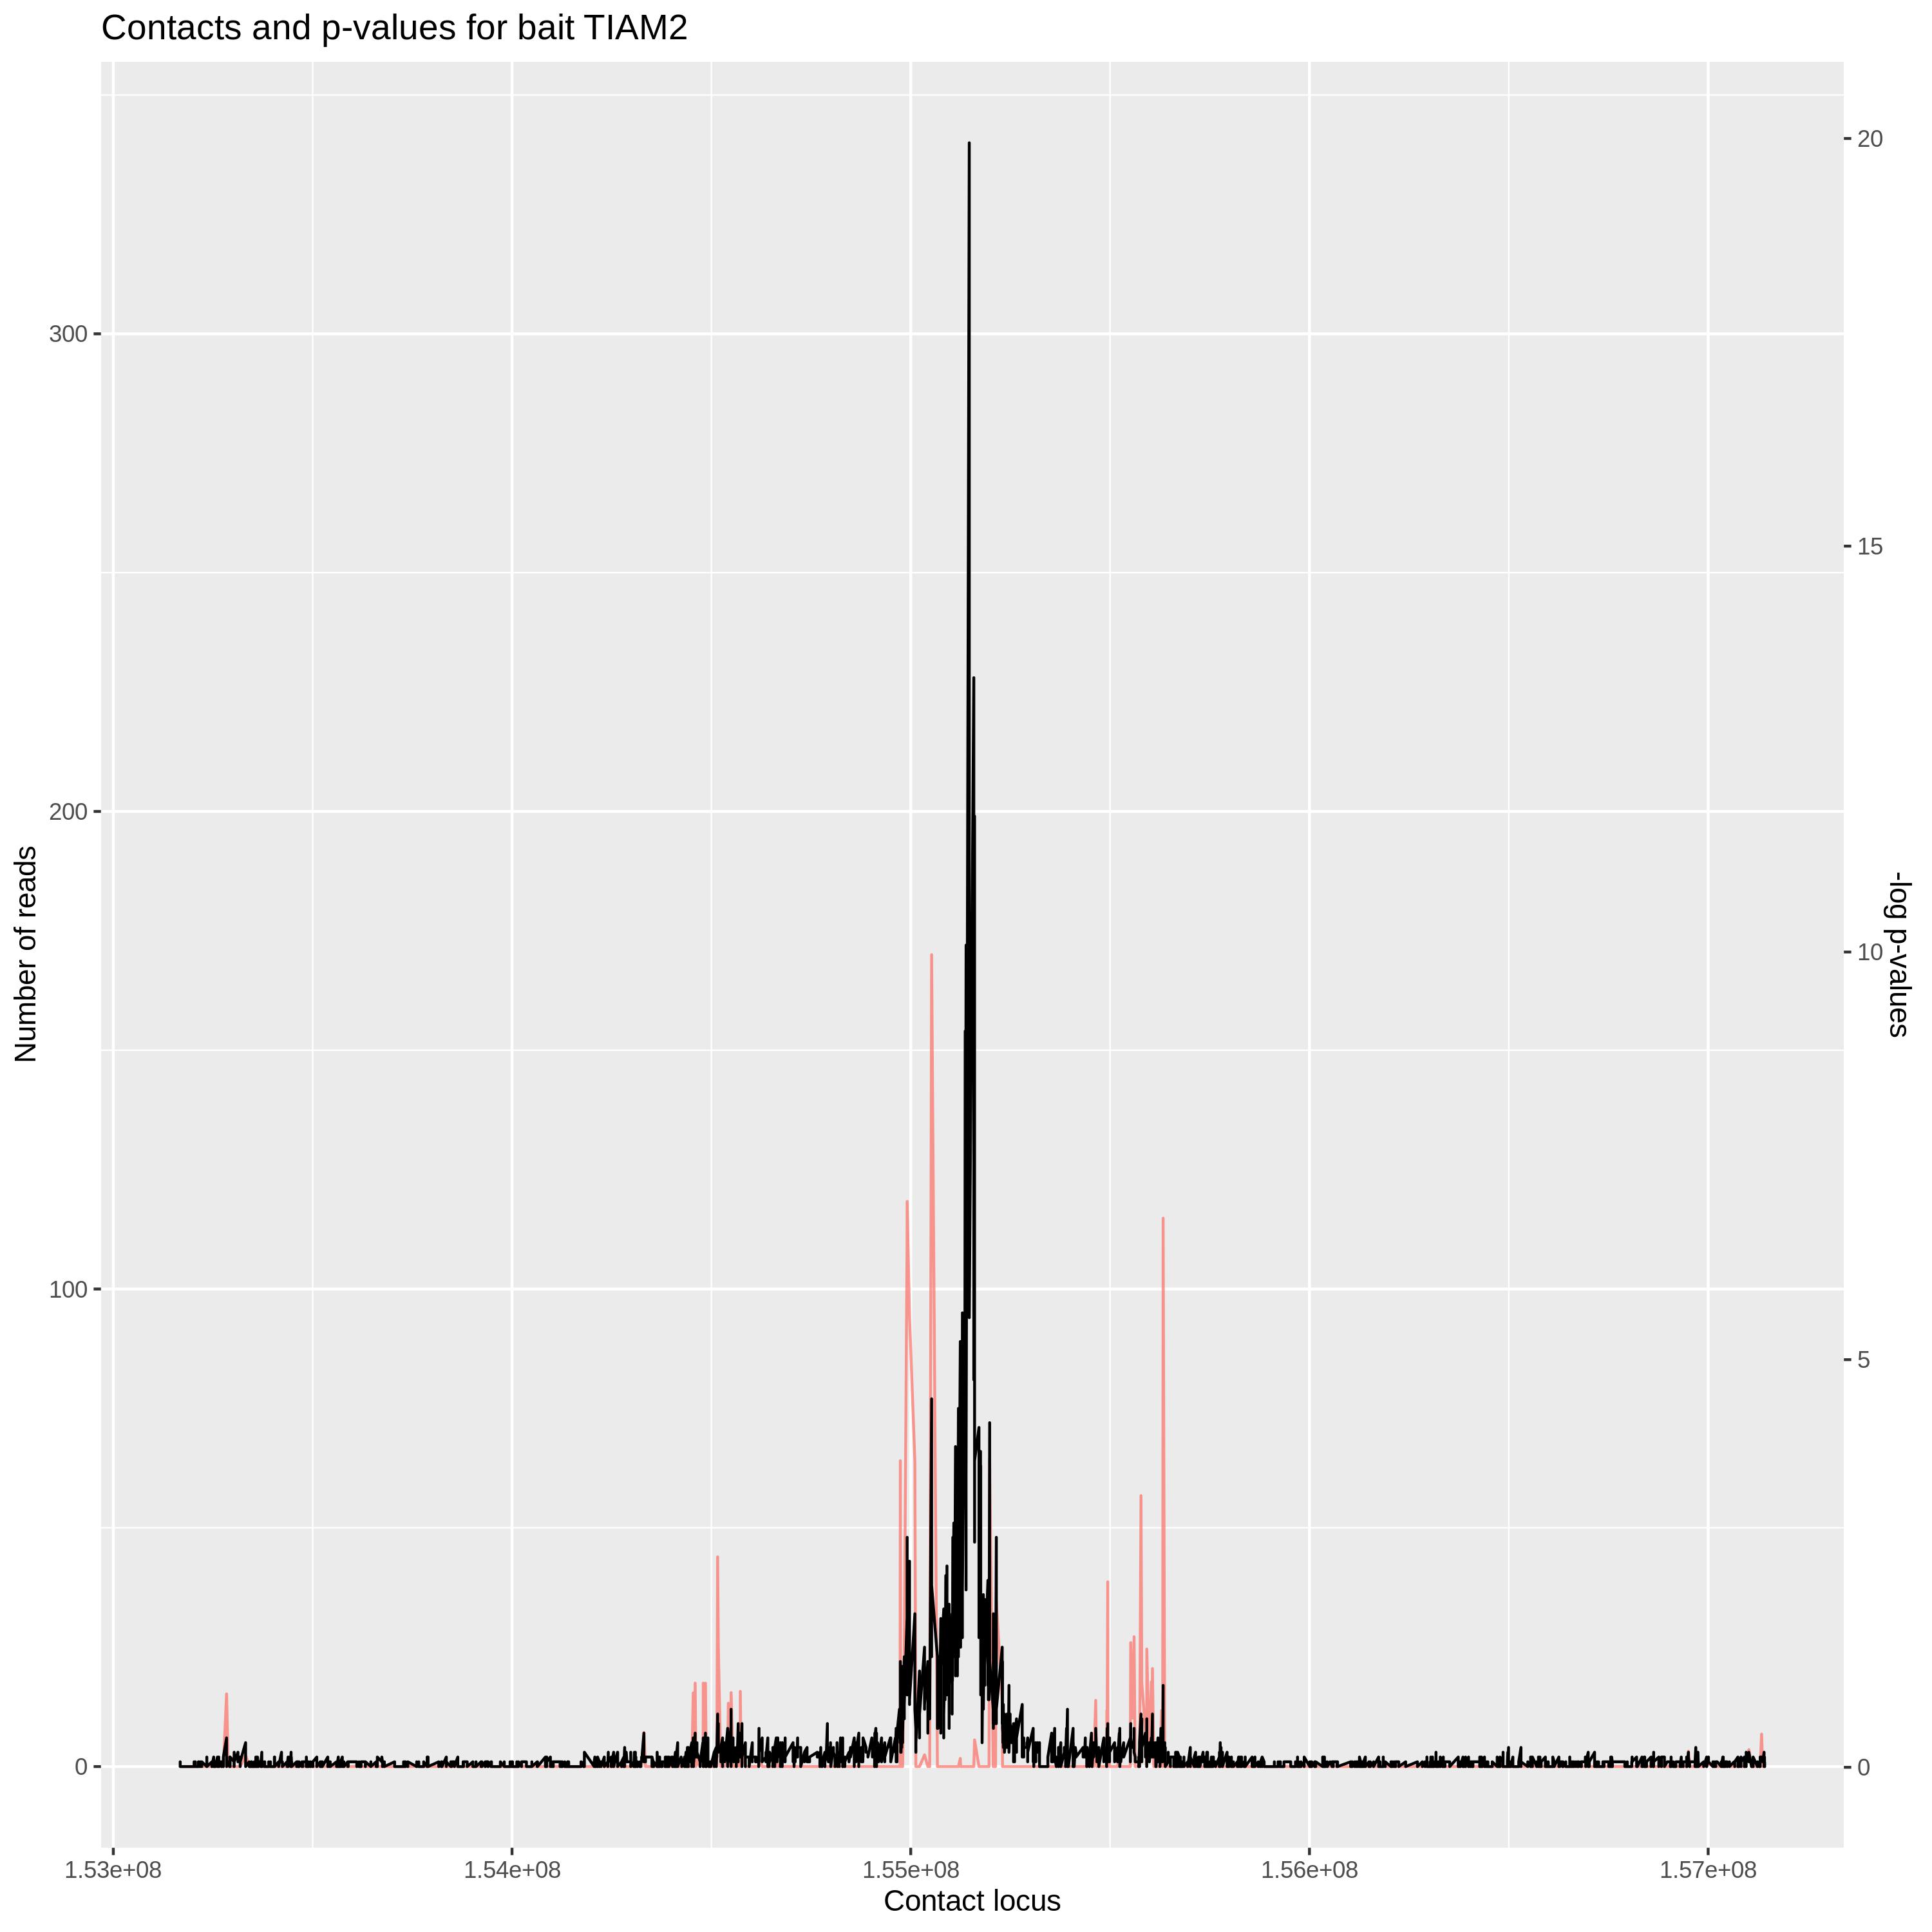 Contacts and p-values for bait TIAM2
300
200
100
0
Number of reads
20
15
10
5
0
-log p-values
1.53e+08
1.54e+08
1.55e+08
1.56e+08
1.57e+08
Contact locus